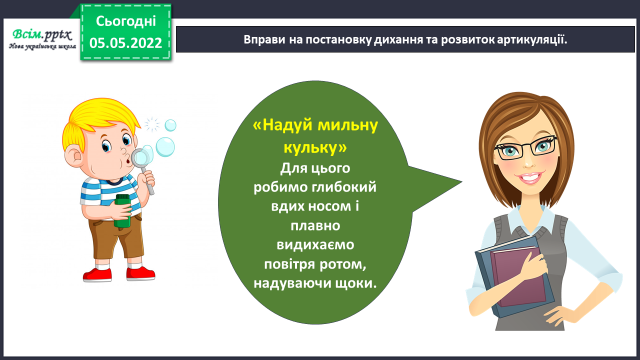 Всім.pptx
Нова українська школа
Сьогодні
05.05.2022
Вправи на постановку дихання та розвиток артикуляції.
«Надуй мильну
кульку»
Для цього
робимо глибокий
вдих носом і
плавно
видихаємо
повітря ротом,
надуваючи щоки.